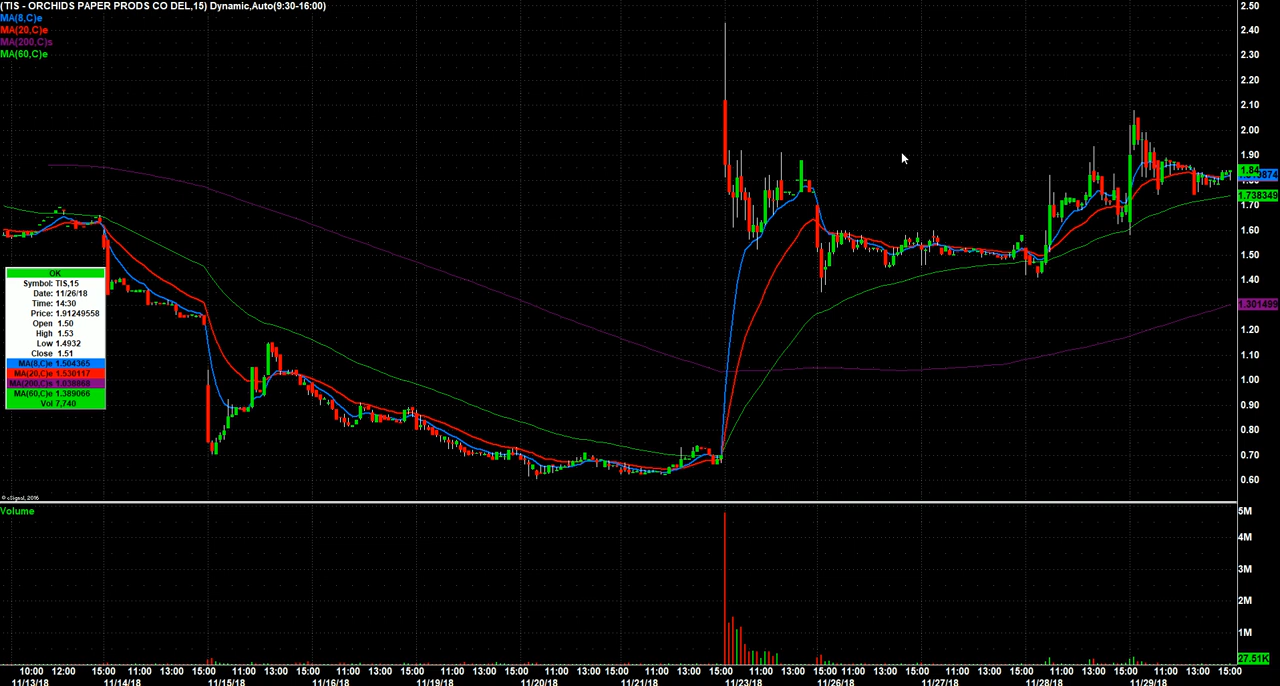 (TIS - ORCHIDS PAPER PRODS CO DEL,15) Dynamic,Auto(9:30-16:00)
MA(8,C)e
MA(20,C)e
MA(200,C)s
MA(60,C)e
2.50
2.40
2.30
2.20
2.10
2.00
1.90
1.84
1.738349
1.70
1.60
1.50
1.40
1.301499
1.20
1.10
1.00
0.90
0.80
0.70
0.60
OK
Symbol: TIS,15
Date: 11/26/18
Time: 14:30
Price: 1.91249558
Open 1.50
High 1.53
Low 1.4932
Close 1.51
MA(8,C)e 1.504365
MA(20,C)e 1.530117
MA(200,C)s 1.038868
MA(60,C)e 1.389066
Vol 7,740
© eSignal, 2016
Volume
5M
4M
3M
2M
1M
27.51K
10:00 12:00 15:00 11:00 13:00 15:00 11:00 13:00 15:00 11:00 13:00 15:00 11:00 13:00 15:00 11:00 13:00 15:00 11:00 13:00 15:00 11:00 13:00 15:00 11:00 13:00 15:00 11:00 13:00 15:00 11:00 13:00 15:00
11/13/18 11/14/18 11/15/18 11/16/18 11/19/18 11/20/18 11/21/18 11/23/18 11/26/18 11/27/18 11/28/18 11/29/18